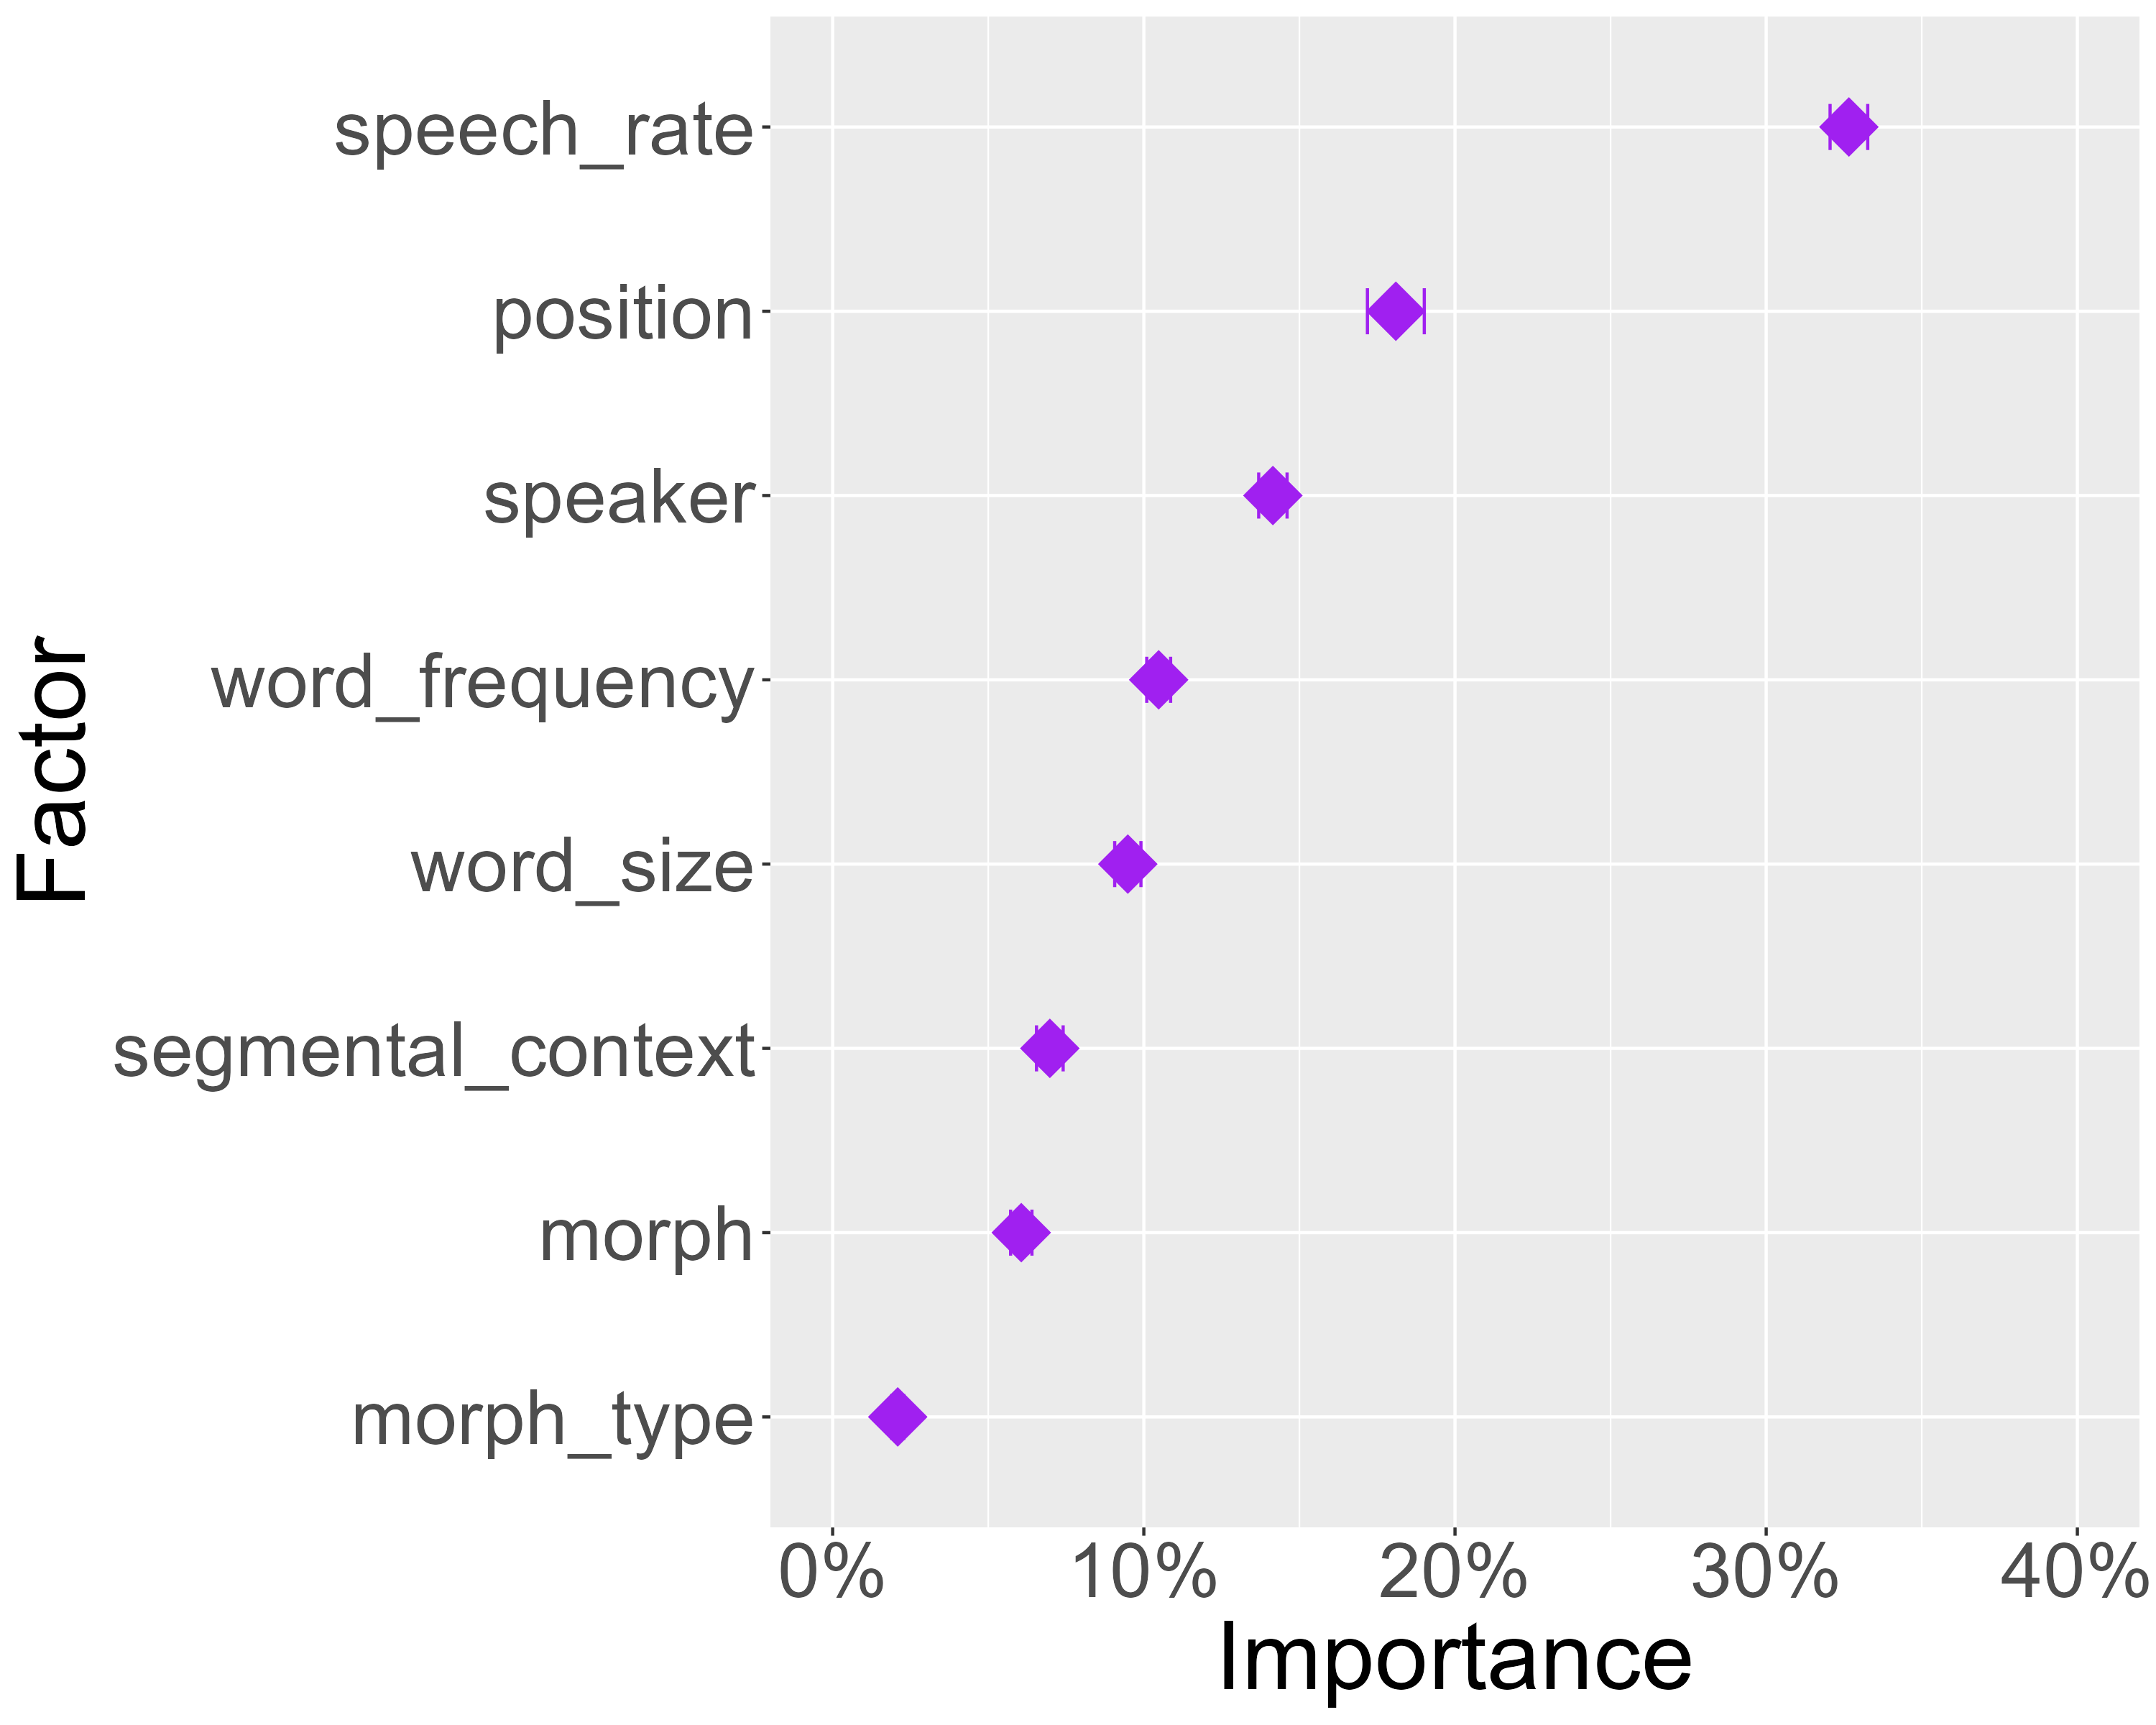 speech_rate
position
speaker
word_frequency
word_size
segmental_context
morph
morph_type
Factor
0% 10% 20% 30% 40%
Importance